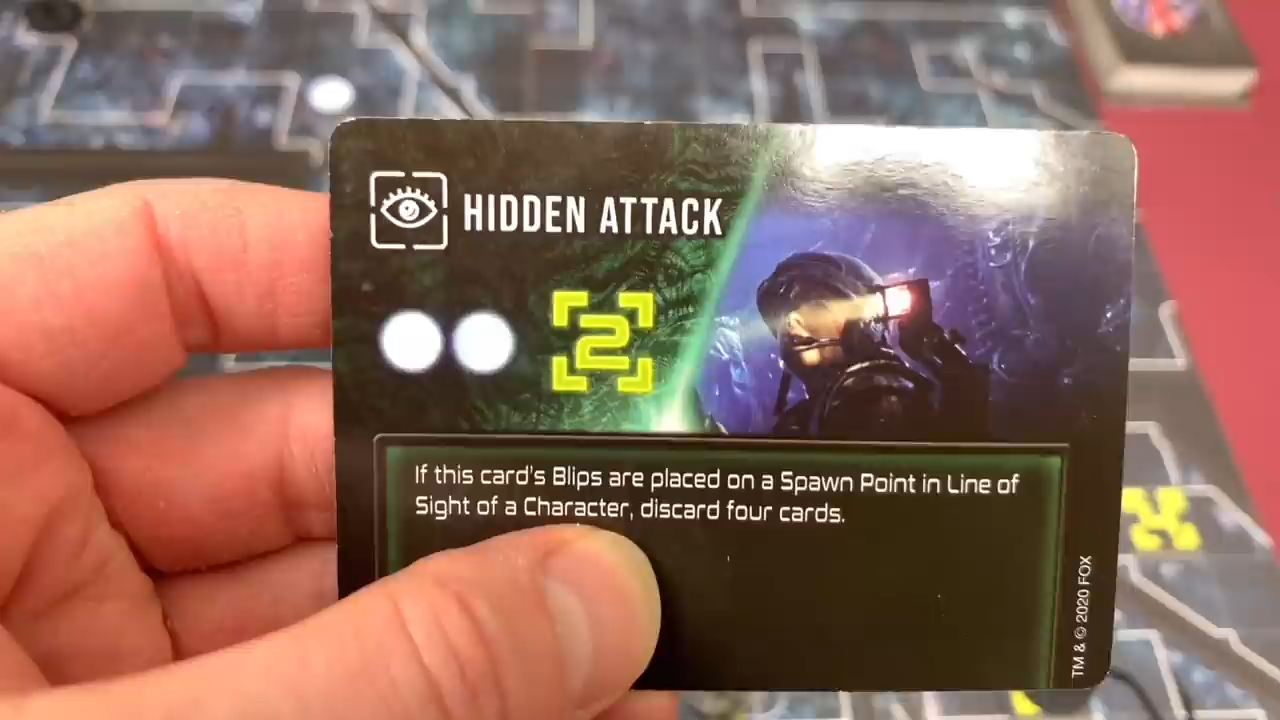 HIDDEN ATTACK
2
If this card's Blips are placed on a Spawn Point in Line of
Sight of a Character, discard four cards.
TM & © 2020 FOX